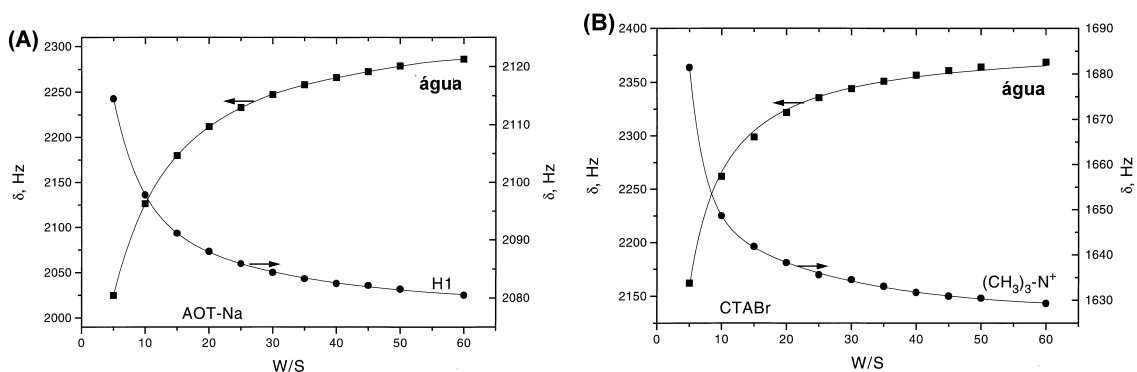 (A)
2300
2250
2200
2150
2100
2050
2000
δ, Hz
0
10
20
30
40
50
60
W/S
2120
2110
2100
2090
2080
δ, Hz
água
H1
AOT-Na
(B)
2400
2350
2300
2250
2200
2150
δ, Hz
0
10
20
30
40
50
60
W/S
1690
1680
1670
1660
1650
1640
1630
δ, Hz
água
(CH₃)₃-N⁺
CTABr